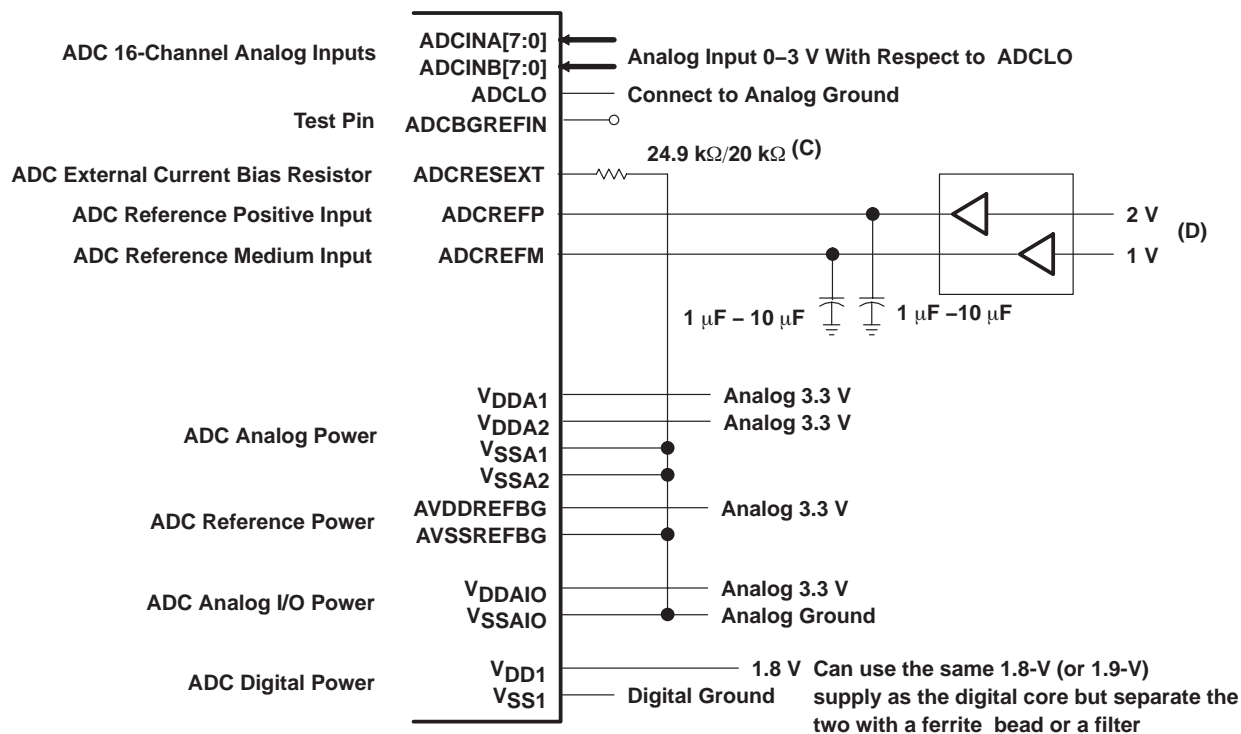 ADC 16-Channel Analog Inputs
ADCINA[7:0]
ADCINB[7:0]
Analog Input 0–3 V With Respect to ADCLO
ADCLO
Connect to Analog Ground
Test Pin
ADCBGREFIN
24.9 kΩ/20 kΩ (C)
ADC External Current Bias Resistor
ADCRESEXT
ADC Reference Positive Input
ADCREFP
2 V
(D)
ADC Reference Medium Input
ADCREFM
1 V
1 μF – 10 μF
1 μF –10 μF
ADC Analog Power
VDDA1
Analog 3.3 V
VDDA2
Analog 3.3 V
VSSA1
VSSA2
ADC Reference Power
AVDDREFBG
Analog 3.3 V
AVSSREFBG
ADC Analog I/O Power
VDDAIO
Analog 3.3 V
VSSAIO
Analog Ground
ADC Digital Power
VDD1
1.8 V Can use the same 1.8-V (or 1.9-V)
VSS1
Digital Ground
supply as the digital core but separate the
two with a ferrite bead or a filter